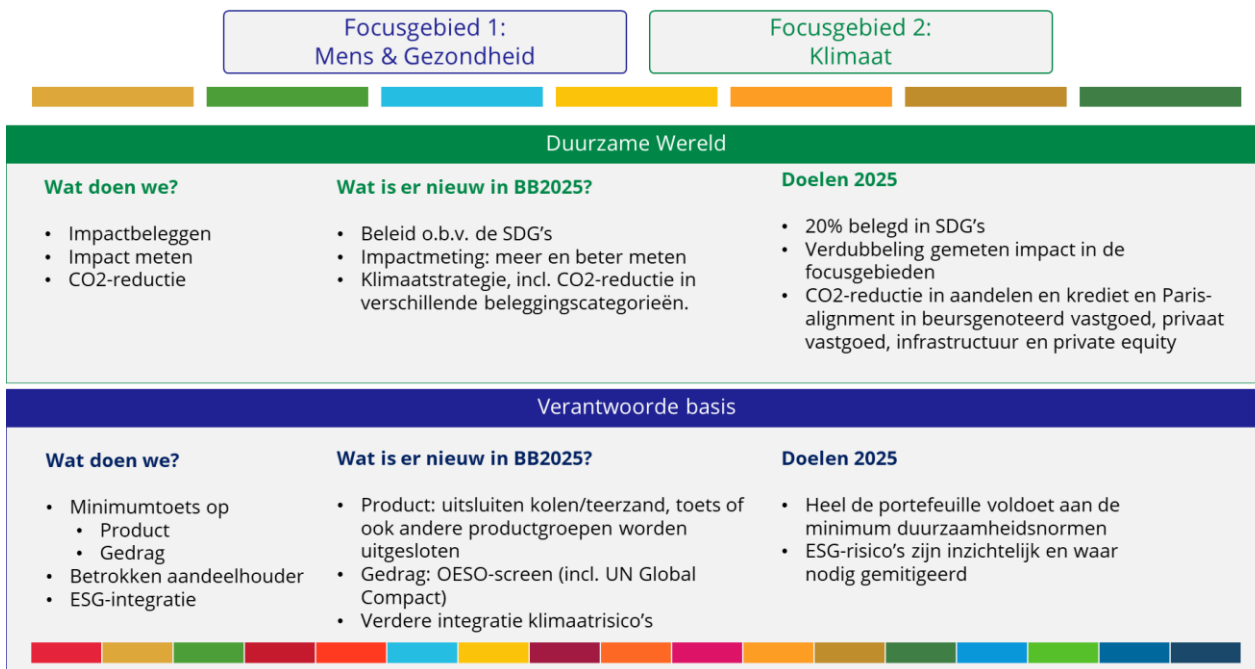 Focusgebied 1:
Mens & Gezondheid
Focusgebied 2:
Klimaat
Duurzame Wereld
Wat doen we?
• Impactbeleggen
• Impact meten
• CO2-reductie
Wat is er nieuw in BB2025?
• Beleid o.b.v. de SDG's
• Impactmeting: meer en beter meten
• Klimaatstrategie, incl. CO2-reductie in
verschillende beleggingscategorieën.
Doelen 2025
• 20% belegd in SDG's
• Verdubbeling gemeten impact in de
focusgebieden
• CO2-reductie in aandelen en krediet en Paris-
alignment in beursgenoteerd vastgoed, privaat
vastgoed, infrastructuur en private equity
Verantwoorde basis
Wat doen we?
• Minimumtoets op
• Product
• Gedrag
• Betrokken aandeelhouder
• ESG-integratie
Wat is er nieuw in BB2025?
• Product: uitsluiten kolen/teerzand, toets of
ook andere productgroepen worden
uitgesloten
• Gedrag: OESO-screen (incl. UN Global
Compact)
• Verdere integratie klimaatrisico's
Doelen 2025
• Heel de portefeuille voldoet aan de
minimum duurzaamheidsnormen
• ESG-risico's zijn inzichtelijk en waar
nodig gemitigeerd